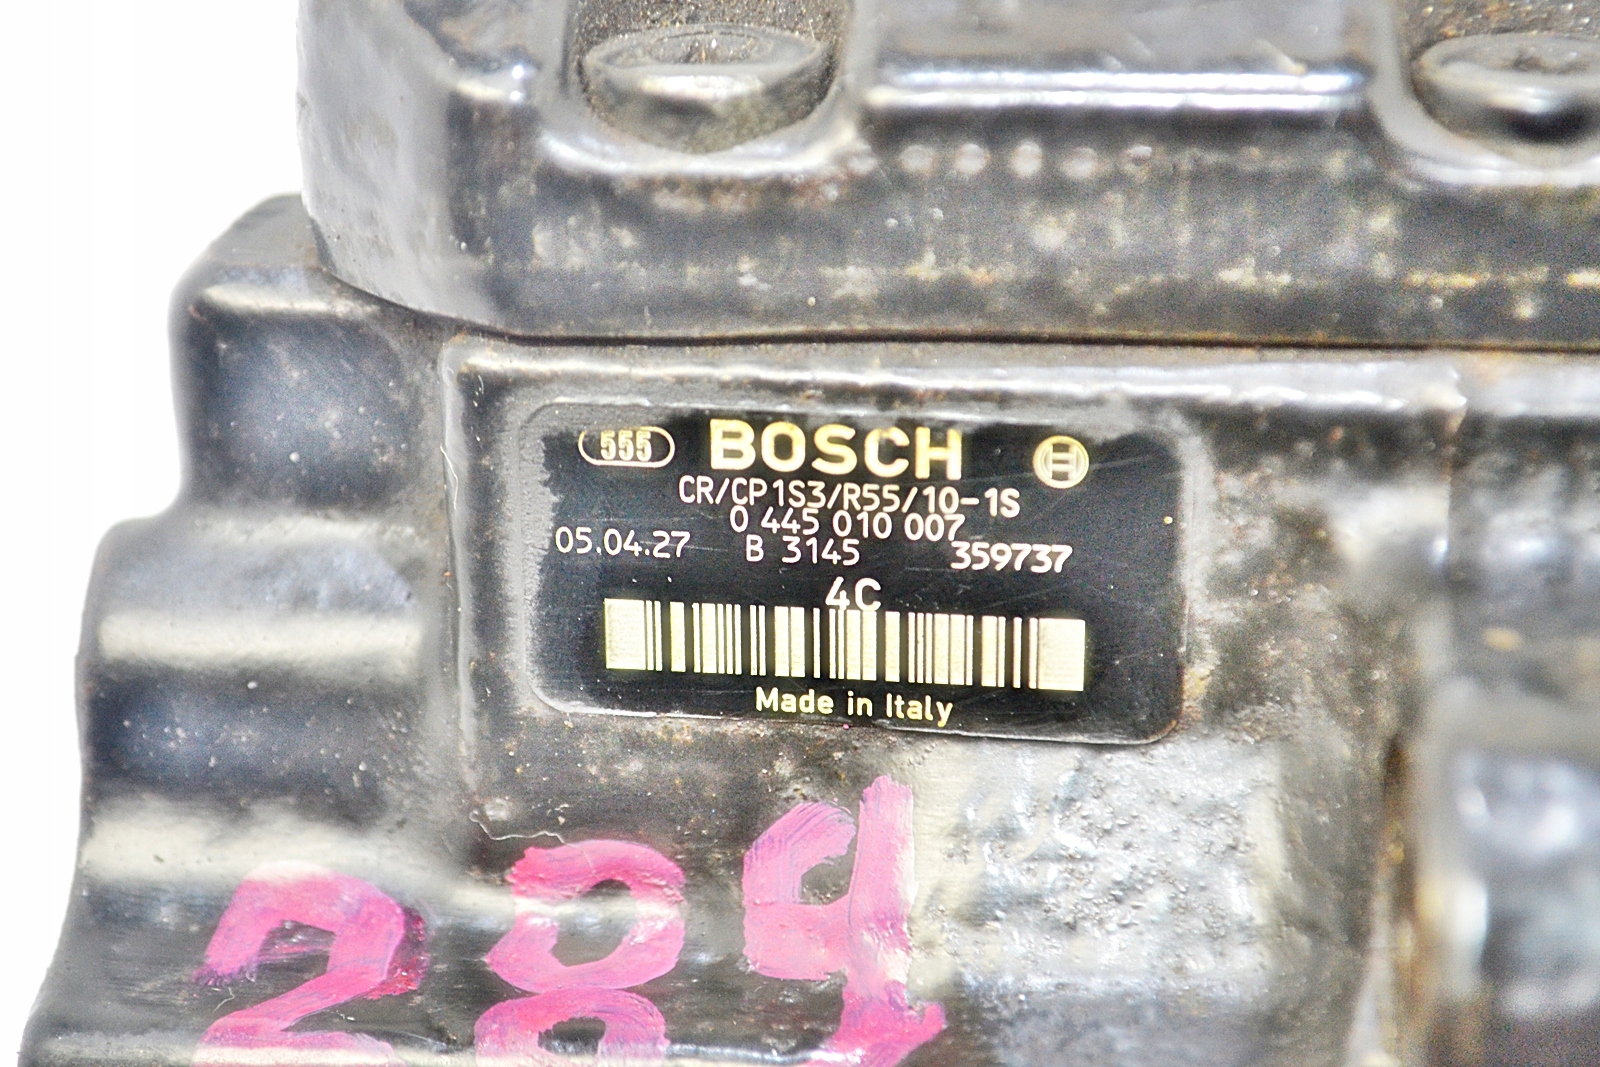 555 BOSCH
CR/CP1S3/R55/10-1S
0 445 010 007
05.04.27 B 3145 359737
4C
Made in Italy
289